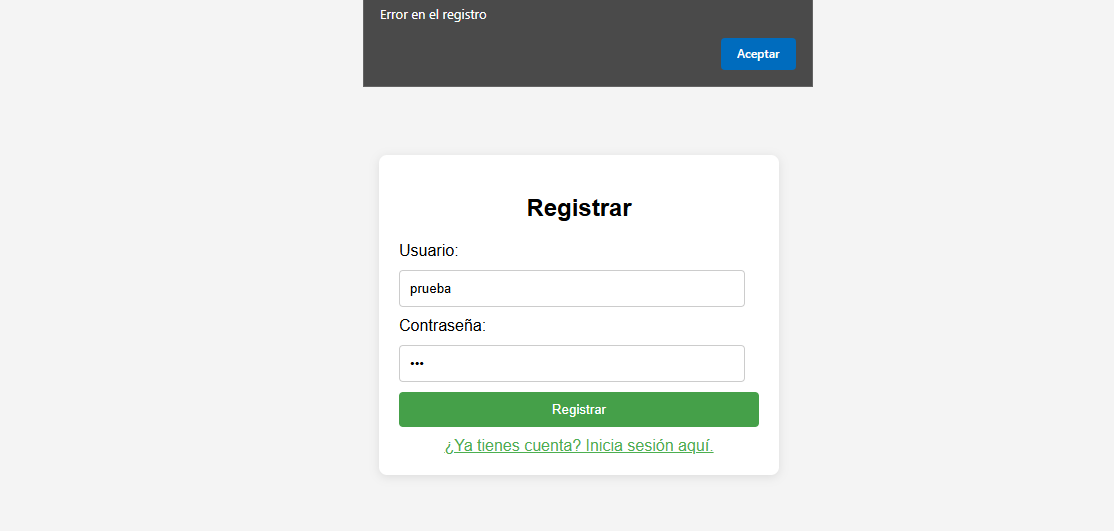 Error en el registro
Aceptar
Registrar
Usuario:
prueba
Contraseña:
•••
Registrar
¿Ya tienes cuenta? Inicia sesión aquí.